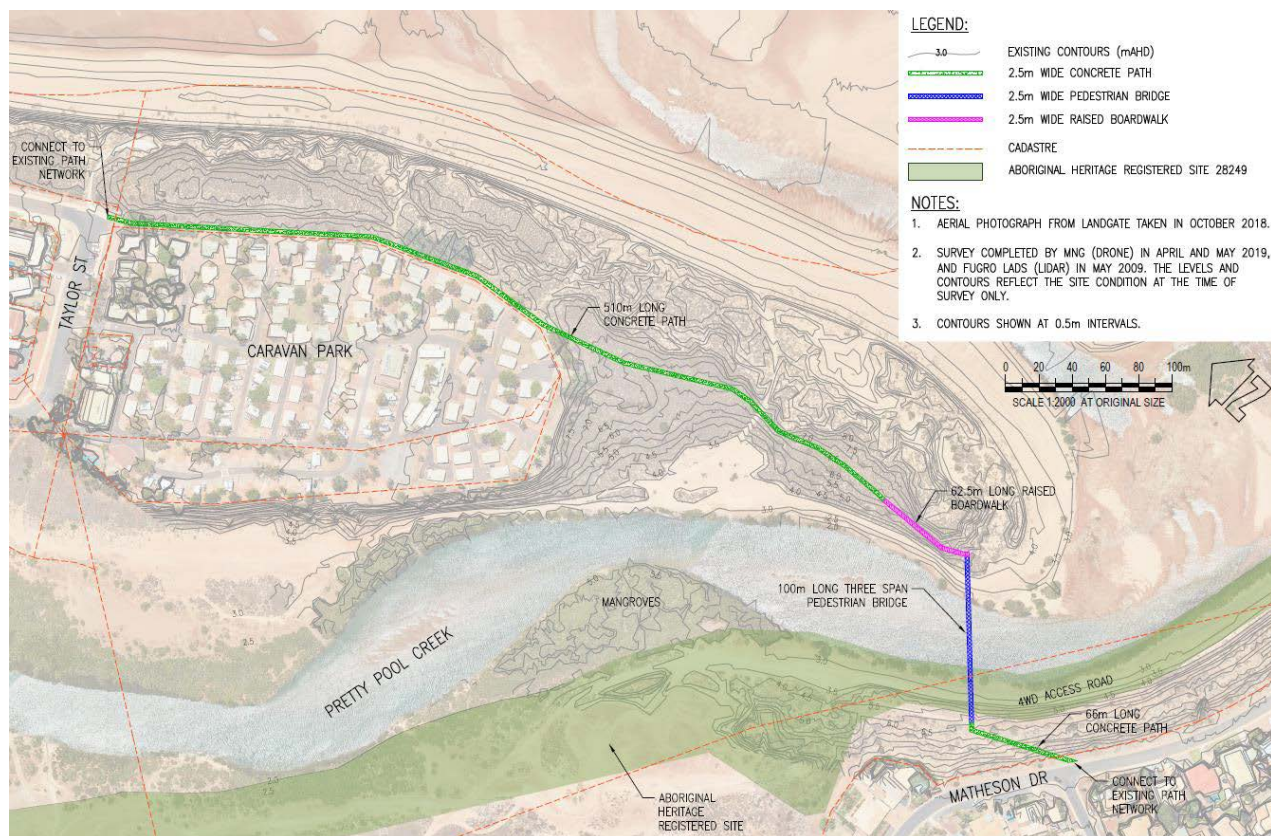 LEGEND:
3.0
EXISTING CONTOURS (mAHD)
2.5m WIDE CONCRETE PATH
2.5m WIDE PEDESTRIAN BRIDGE
2.5m WIDE RAISED BOARDWALK
CADASTRE
ABORIGINAL HERITAGE REGISTERED SITE 28249
NOTES:
1. AERIAL PHOTOGRAPH FROM LANDGATE TAKEN IN OCTOBER 2018.
2. SURVEY COMPLETED BY MNG (DRONE) IN APRIL AND MAY 2019,
AND FUGRO LADS (LIDAR) IN MAY 2009. THE LEVELS AND
CONTOURS REFLECT THE SITE CONDITION AT THE TIME OF
SURVEY ONLY.
3. CONTOURS SHOWN AT 0.5m INTERVALS.
0 20 40 60 80 100m
SCALE 1:2000 AT ORIGINAL SIZE
CONNECT TO
EXISTING PATH
NETWORK
TAYLOR ST
CARAVAN PARK
510m LONG
CONCRETE PATH
62.5m LONG RAISED
BOARDWALK
100m LONG THREE SPAN
PEDESTRIAN BRIDGE
MANGROVES
PRETTY POOL CREEK
4WD ACCESS ROAD
66m LONG
CONCRETE PATH
MATHESON DR
CONNECT TO
EXISTING PATH
NETWORK
ABORIGINAL
HERITAGE
REGISTERED SITE